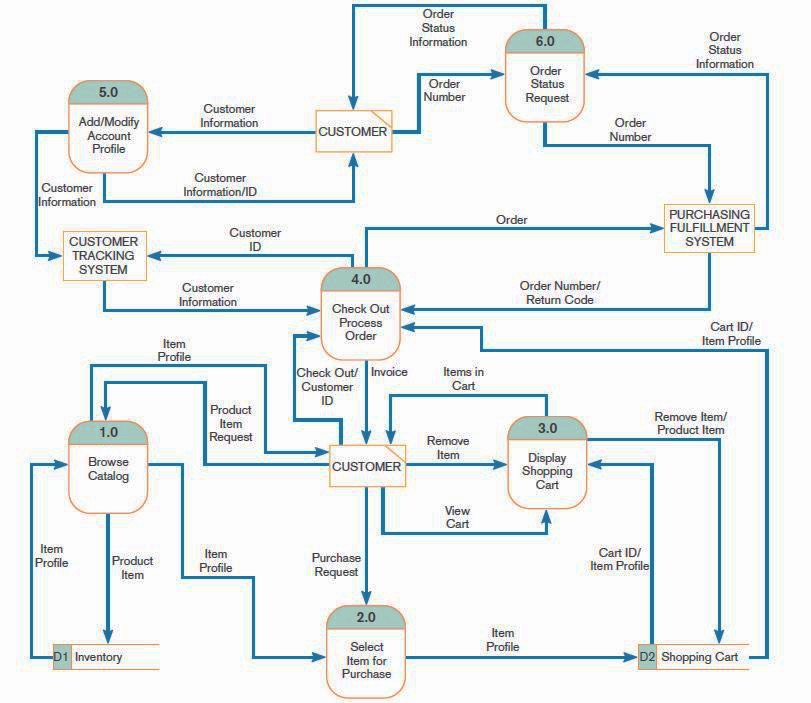 Order
Status
Information
6.0
Order
Status
Request
Order
Status
Information
5.0
Add/Modify
Account
Profile
Customer
Information
CUSTOMER
Order
Number
Order
Number
Customer
Information
Customer
Information/ID
CUSTOMER
TRACKING
SYSTEM
Customer
ID
Order
PURCHASING
FULFILLMENT
SYSTEM
Customer
Information
4.0
Check Out
Process
Order
Order Number/
Return Code
Cart ID/
Item Profile
Item
Profile
Check Out/
Customer
ID
Invoice
Items in
Cart
Product
Item
Request
1.0
Browse
Catalog
CUSTOMER
Remove
Item
3.0
Display
Shopping
Cart
Remove Item/
Product Item
View
Cart
Item
Profile
Product
Item
Item
Profile
Purchase
Request
Cart ID/
Item Profile
2.0
Select
Item for
Purchase
Item
Profile
D1 Inventory
D2 Shopping Cart